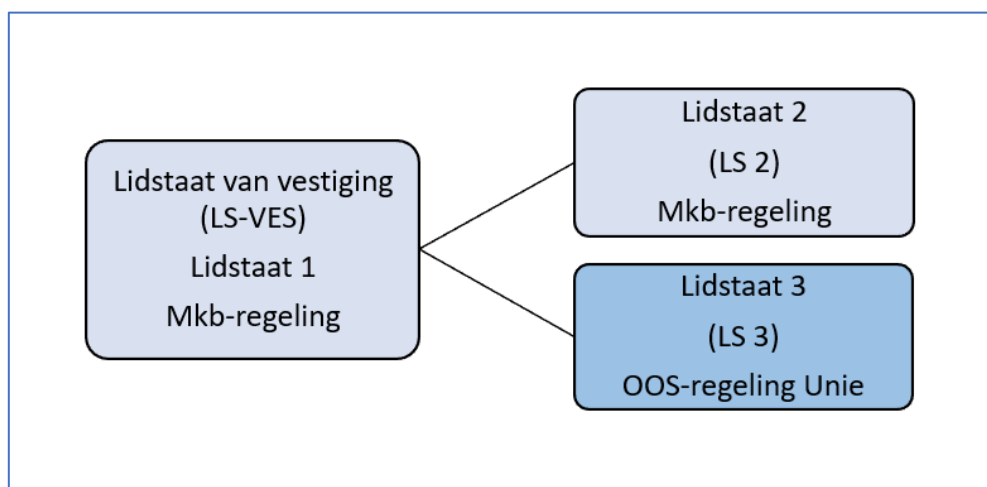 Lidstaat van vestiging
(LS-VES)
Lidstaat 1
Mkb-regeling
Lidstaat 2
(LS 2)
Mkb-regeling
Lidstaat 3
(LS 3)
OOS-regeling Unie